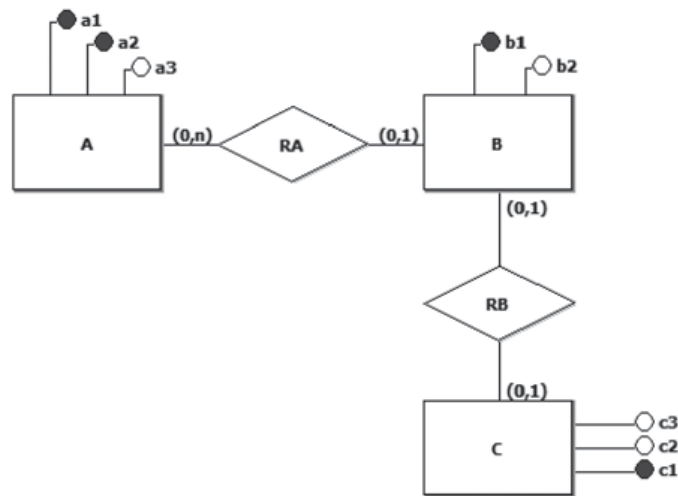 a1
a2
a3
b1
b2
A
(0,n)
RA
(0,1)
B
(0,1)
RB
(0,1)
C
c3
c2
c1